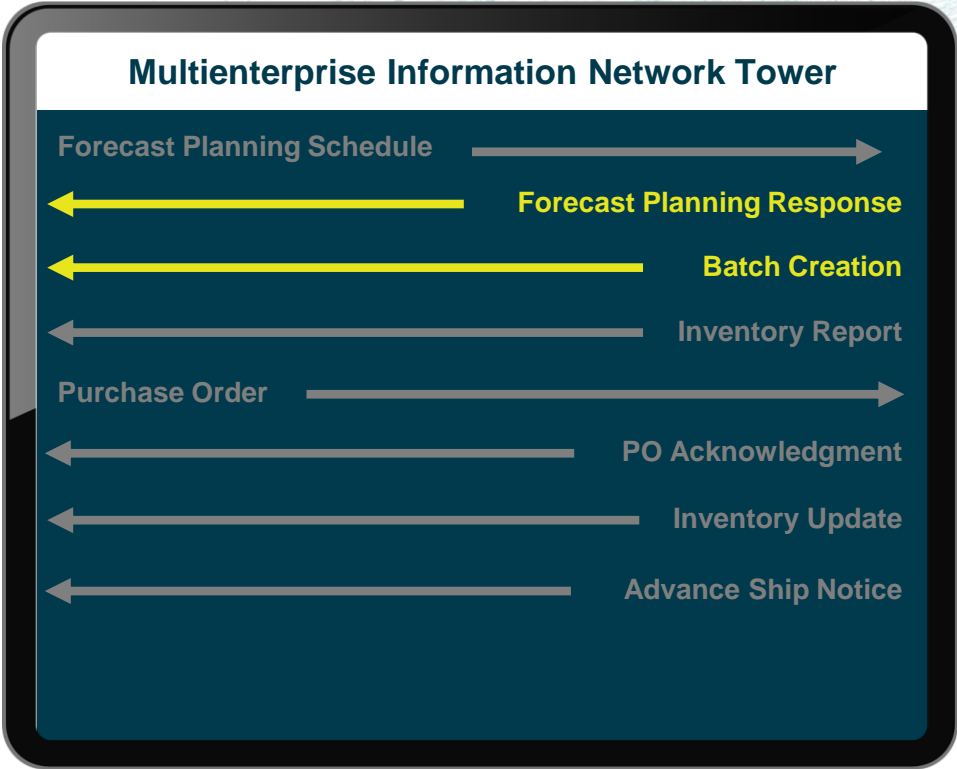 Multienterprise Information Network Tower
Forecast Planning Schedule
Forecast Planning Response
Batch Creation
Inventory Report
Purchase Order
PO Acknowledgment
Inventory Update
Advance Ship Notice